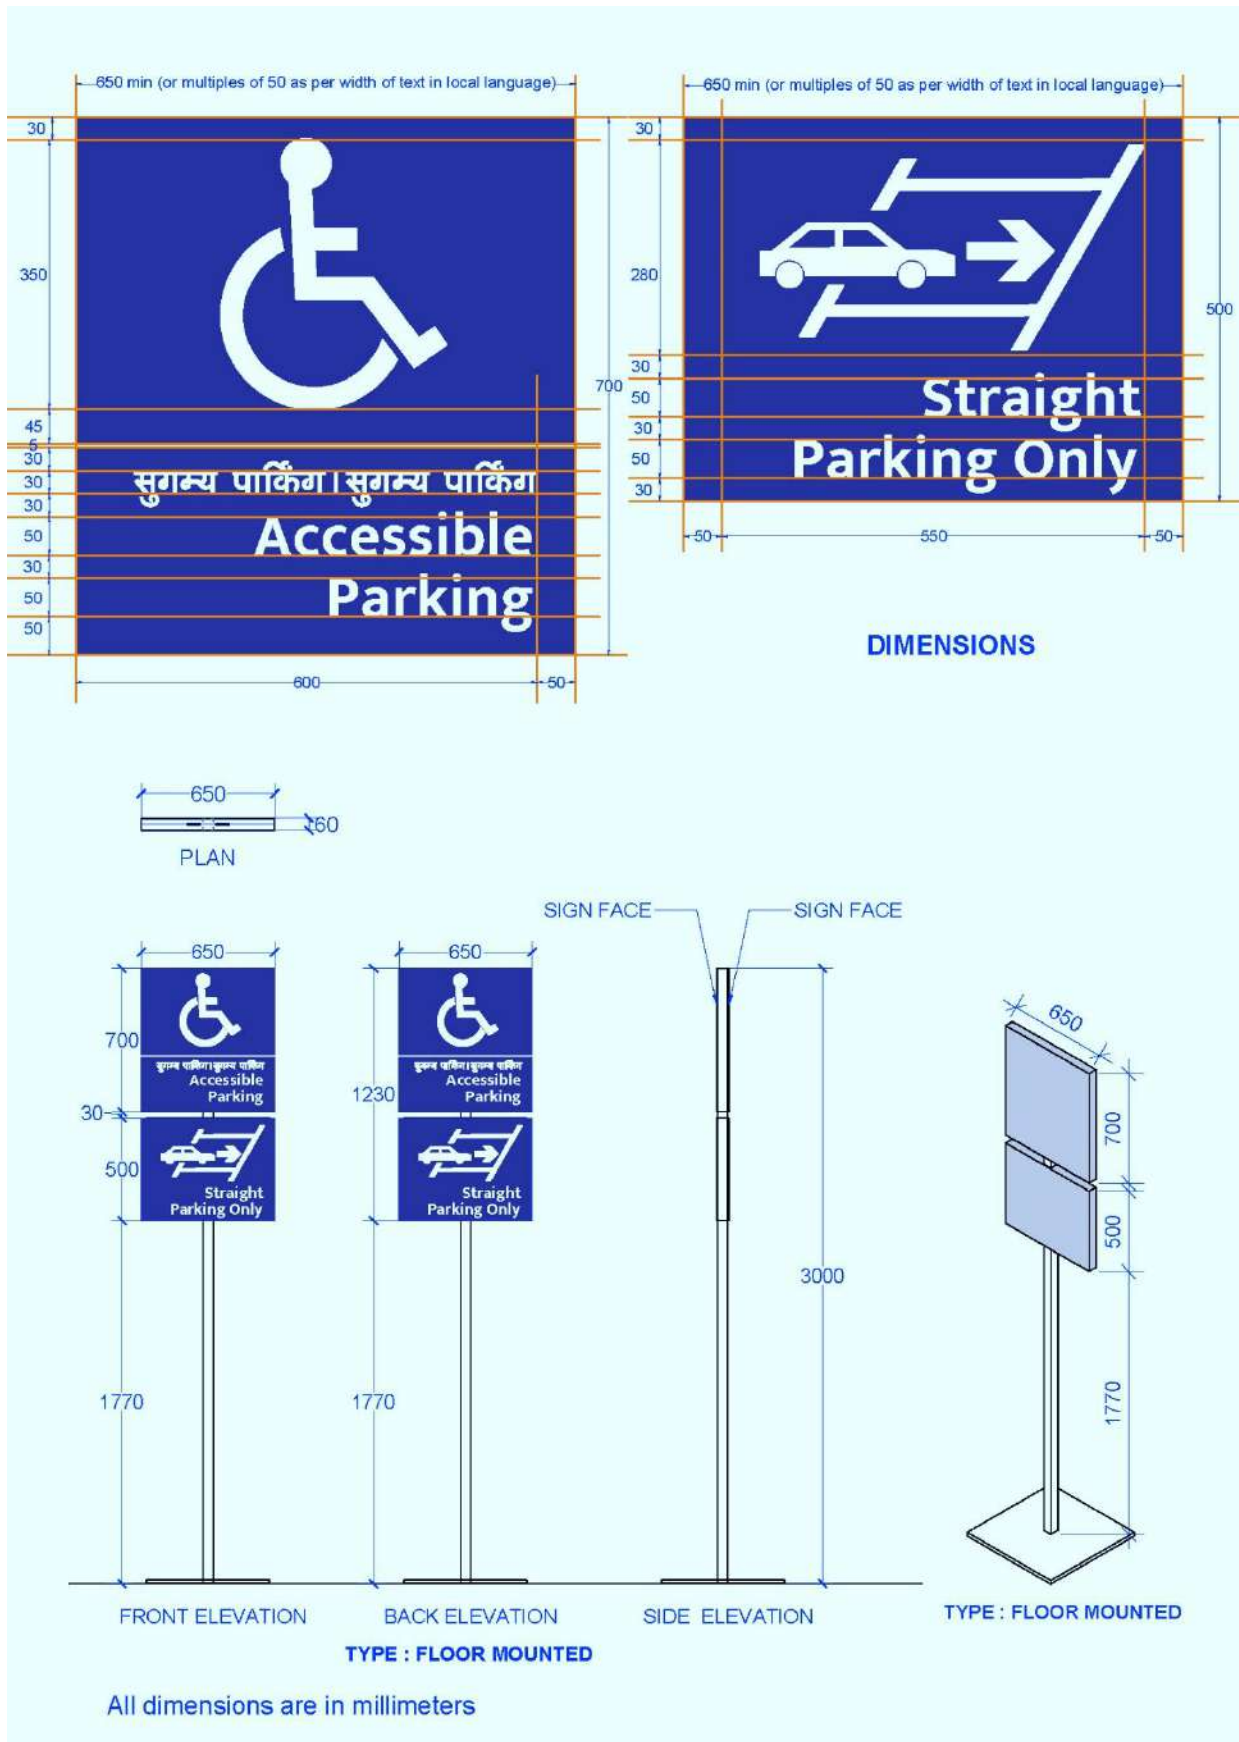 650 min (or multiples of 50 as per width of text in local language)
650 min (or multiples of 50 as per width of text in local language)
30
350
45
5
30
30
30
50
30
50
50
700
600
50
सुगम्य पार्किंग।सुगम्य पार्किंग
Accessible
Parking
30
280
30
50
30
50
30
500
50
550
50
Straight
Parking Only
DIMENSIONS
650
60
PLAN
SIGN FACE
SIGN FACE
650
700
30
500
1770
सुगम्य पार्किंग।सुगम्य पार्किंग
Accessible
Parking
Straight
Parking Only
650
1230
1770
सुगम्य पार्किंग।सुगम्य पार्किंग
Accessible
Parking
Straight
Parking Only
3000
650
700
500
1770
FRONT ELEVATION
BACK ELEVATION
SIDE ELEVATION
TYPE : FLOOR MOUNTED
TYPE : FLOOR MOUNTED
All dimensions are in millimeters